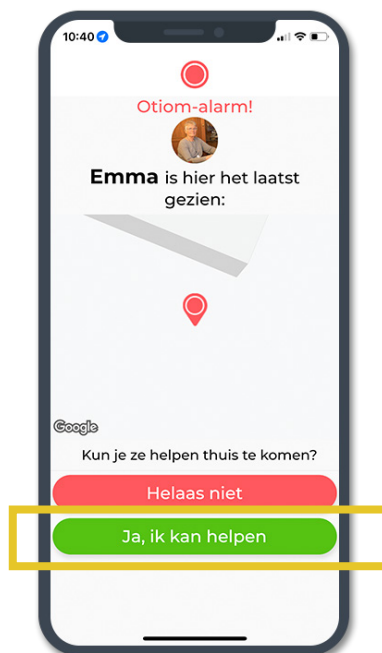 10:40
Otiom-alarm!
Emma is hier het laatst
gezien:
Google
Kun je ze helpen thuis te komen?
Helaas niet
Ja, ik kan helpen